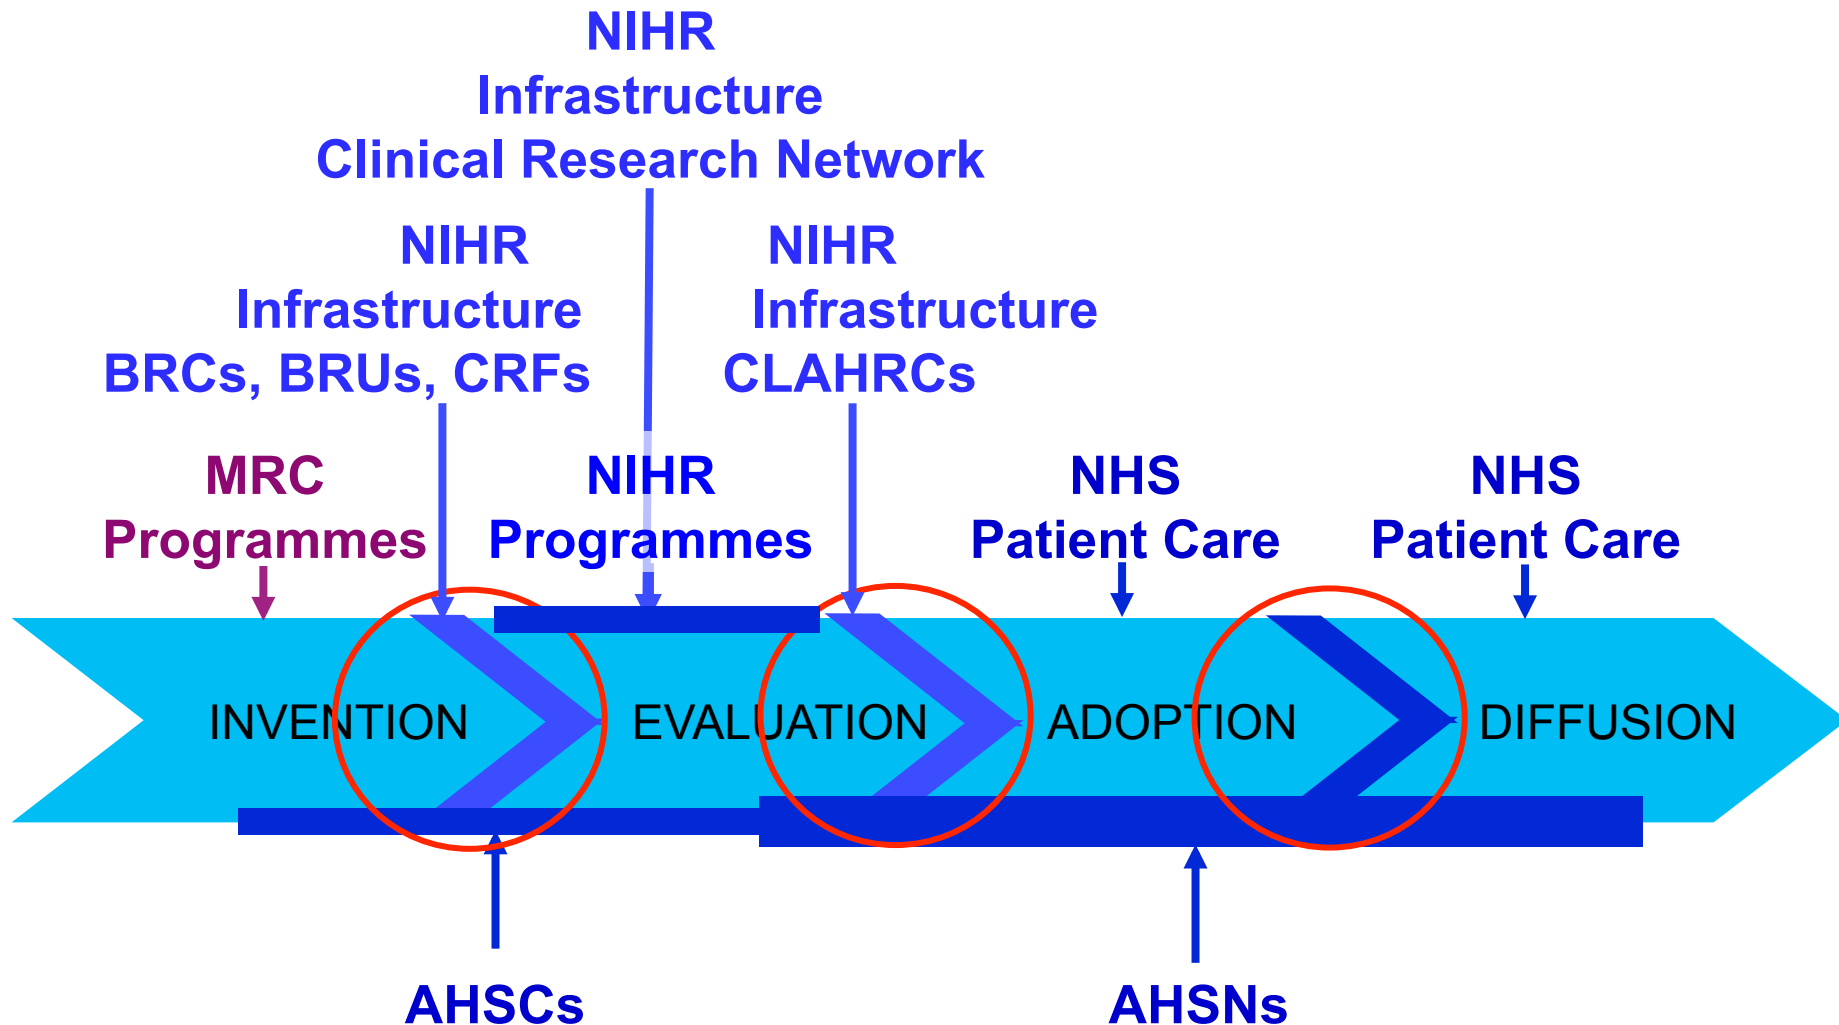 NIHR
Infrastructure
Clinical Research Network
NIHR
Infrastructure
BRCs, BRUs, CRFs
NIHR
Infrastructure
CLAHRCs
MRC
Programmes
NIHR
Programmes
NHS
Patient Care
NHS
Patient Care
INVENTION
EVALUATION
ADOPTION
DIFFUSION
AHSCs
AHSNs